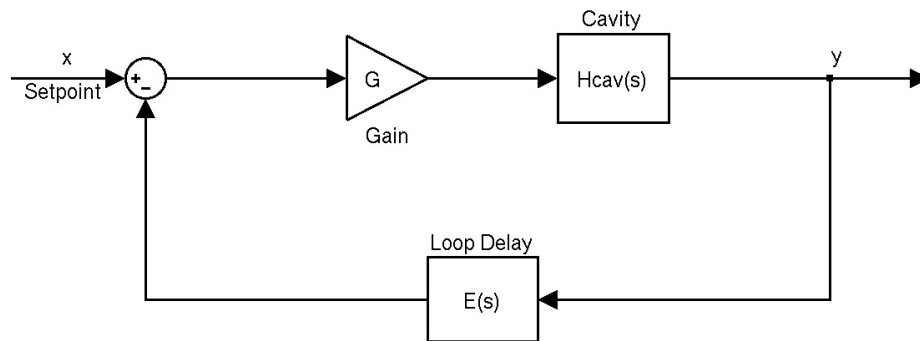 Cavity
x
Setpoint
+
−
G
Gain
Hcav(s)
y
Loop Delay
E(s)